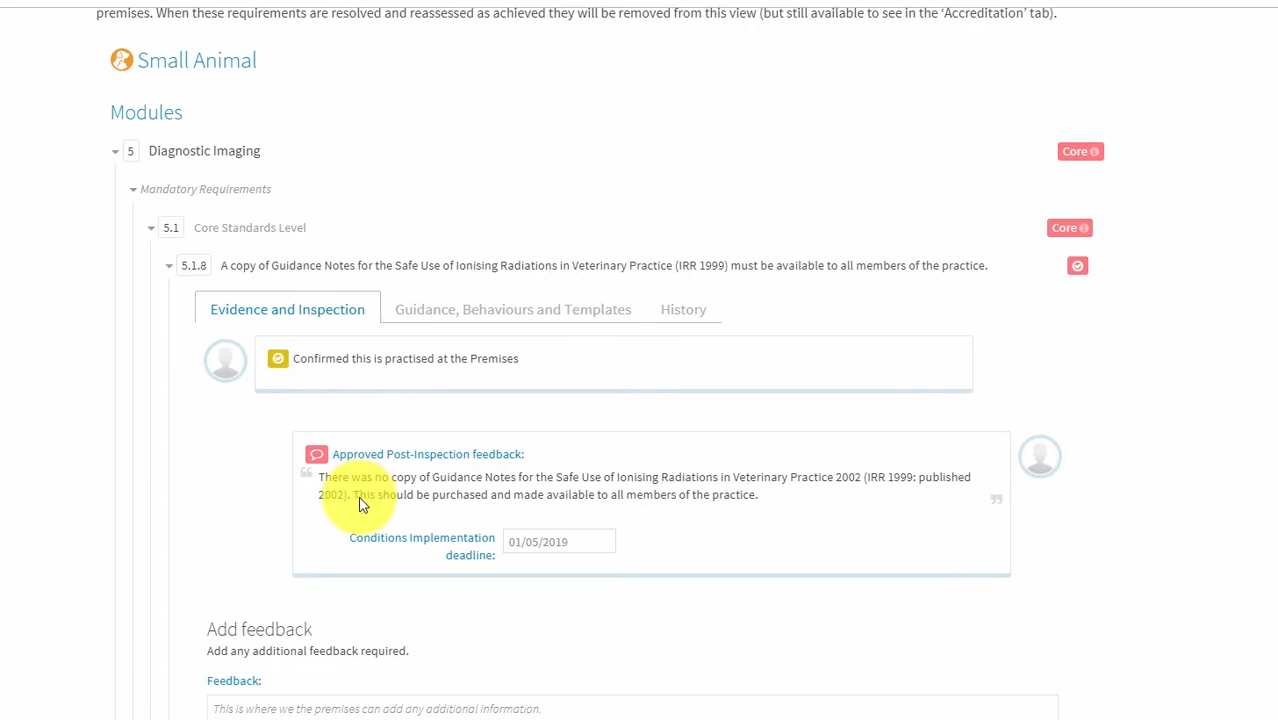 premises. When these requirements are resolved and reassessed as achieved they will be removed from this view (but still available to see in the ‘Accreditation’ tab).
Small Animal
Modules
5 Diagnostic Imaging Core
Mandatory Requirements
5.1 Core Standards Level Core
5.1.8 A copy of Guidance Notes for the Safe Use of Ionising Radiations in Veterinary Practice (IRR 1999) must be available to all members of the practice.
Evidence and Inspection Guidance, Behaviours and Templates History
Confirmed this is practised at the Premises
Approved Post-Inspection feedback:
“ There was no copy of Guidance Notes for the Safe Use of Ionising Radiations in Veterinary Practice 2002 (IRR 1999: published
2002). This should be purchased and made available to all members of the practice. ”
Conditions Implementation
deadline: 01/05/2019
Add feedback
Add any additional feedback required.
Feedback:
This is where we the premises can add any additional information.